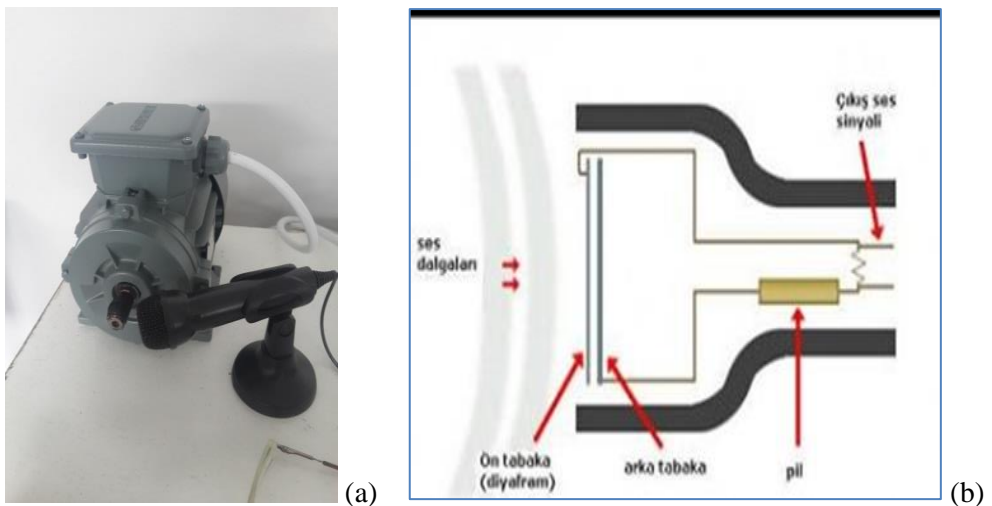 Çıkış ses
sinyali
ses
dalgaları
Ön tabaka
(diyafram)
arka tabaka
pil
(a)
(b)